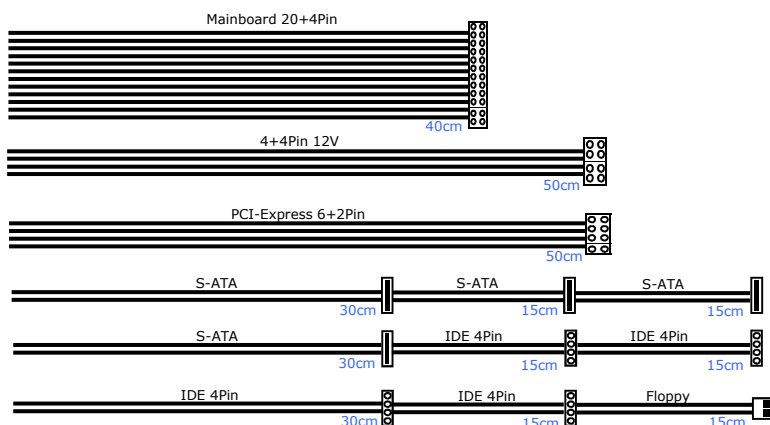 Mainboard 20+4Pin
40cm
4+4Pin 12V
50cm
PCI-Express 6+2Pin
50cm
S-ATA S-ATA S-ATA
30cm 15cm 15cm
S-ATA IDE 4Pin IDE 4Pin
30cm 15cm 15cm
IDE 4Pin IDE 4Pin Floppy
30cm 15cm 15cm